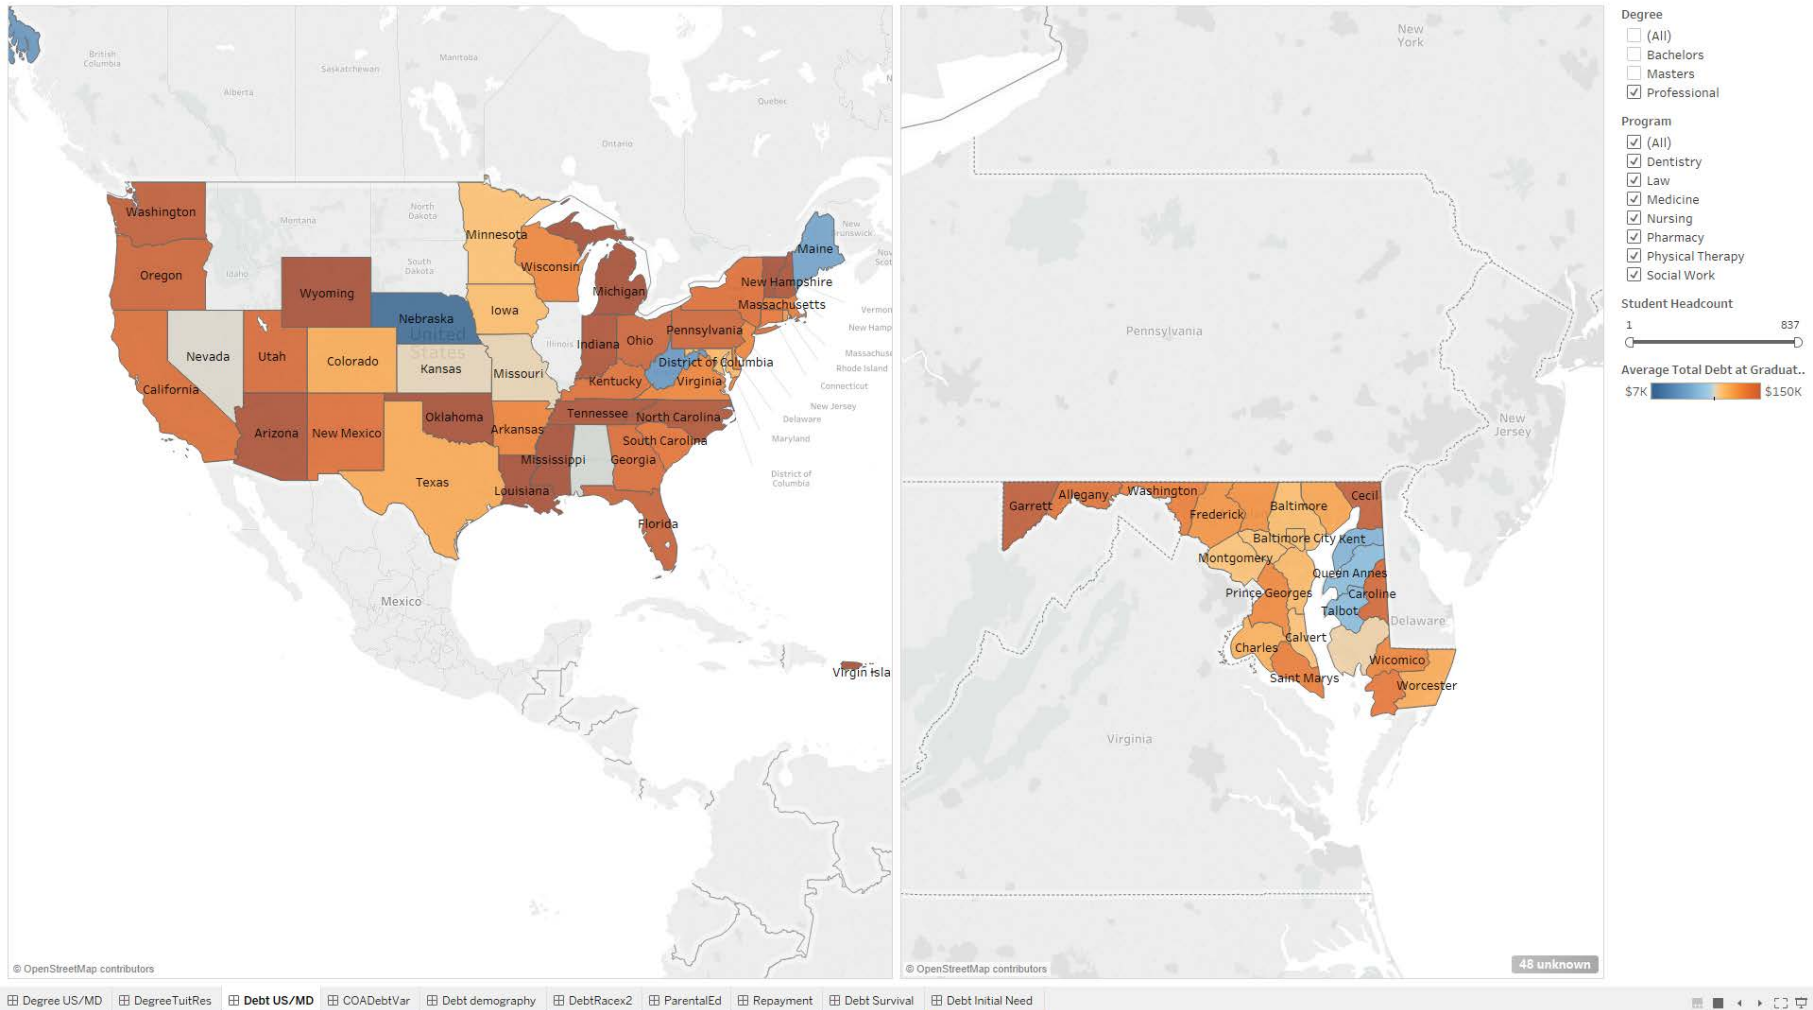 British
Columbia
Alberta
Saskatchewan
Manitoba
Ontario
Quebec
New
Brunswick
Nov
Scot
Washington
Oregon
California
Nevada
Idaho
Montana
Wyoming
Utah
Arizona
Colorado
New Mexico
North
Dakota
South
Dakota
Nebraska
United
States
Kansas
Oklahoma
Texas
Minnesota
Iowa
Missouri
Arkansas
Louisiana
Wisconsin
Illinois
Michigan
Indiana
Ohio
Kentucky
Tennessee
Mississippi
Georgia
Florida
South Carolina
North Carolina
Virginia
District of Columbia
Pennsylvania
Massachusetts
New Hampshire
Maine
Vermon
New Hamp
Massachus
Rhode Island
Connecticut
New Jersey
Delaware
Maryland
District of
Columbia
Mexico
Virgin Isla
© OpenStreetMap contributors
New
York
Pennsylvania
New
Jersey
Garrett
Allegany
Washington
Frederick
Baltimore
Cecil
Baltimore City
Kent
Montgomery
Queen Annes
Prince Georges
Caroline
Talbot
Delaware
Calvert
Charles
Wicomico
Saint Marys
Worcester
Virginia
© OpenStreetMap contributors
48 unknown
Degree
(All)
Bachelors
Masters
Professional
Program
(All)
Dentistry
Law
Medicine
Nursing
Pharmacy
Physical Therapy
Social Work
Student Headcount
1 837
Average Total Debt at Graduat..
$7K $150K
Degree US/MD DegreeTuitRes Debt US/MD COADebtVar Debt demography DebtRacex2 ParentalEd Repayment Debt Survival Debt Initial Need